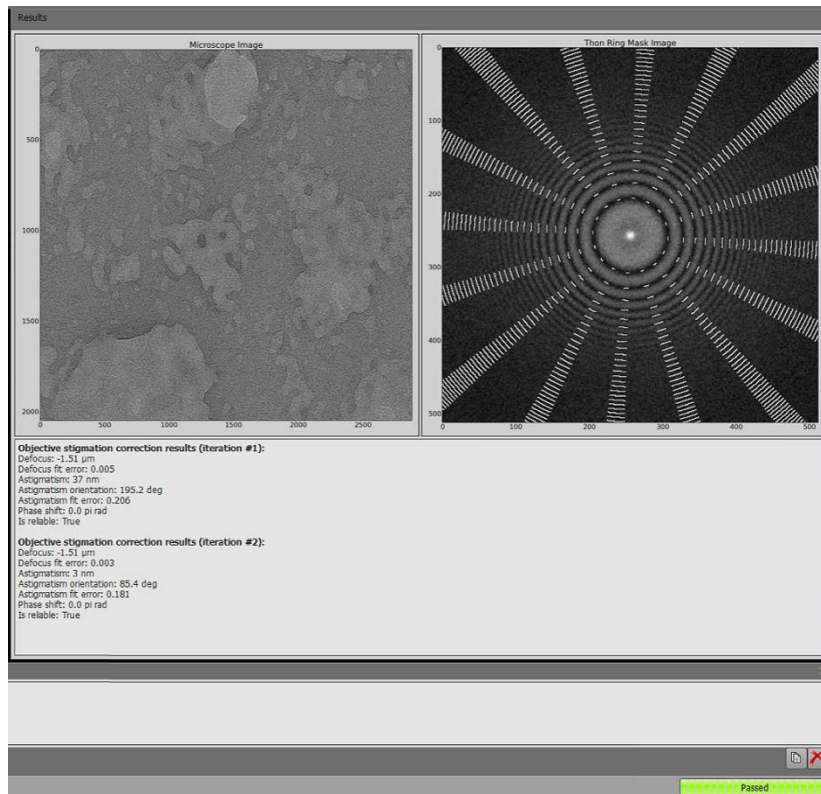 Results
Microscope Image
0
500
1000
1500
2000
0 500 1000 1500 2000 2500
Thon Ring Mask Image
0
100
200
300
400
500
0 100 200 300 400 500
Objective stigmation correction results (iteration #1):
Defocus: -1.51 µm
Defocus fit error: 0.005
Astigmatism: 37 nm
Astigmatism orientation: 195.2 deg
Astigmatism fit error: 0.206
Phase shift: 0.0 pi rad
Is reliable: True
Objective stigmation correction results (iteration #2):
Defocus: -1.51 µm
Defocus fit error: 0.003
Astigmatism: 3 nm
Astigmatism orientation: 85.4 deg
Astigmatism fit error: 0.181
Phase shift: 0.0 pi rad
Is reliable: True
Passed